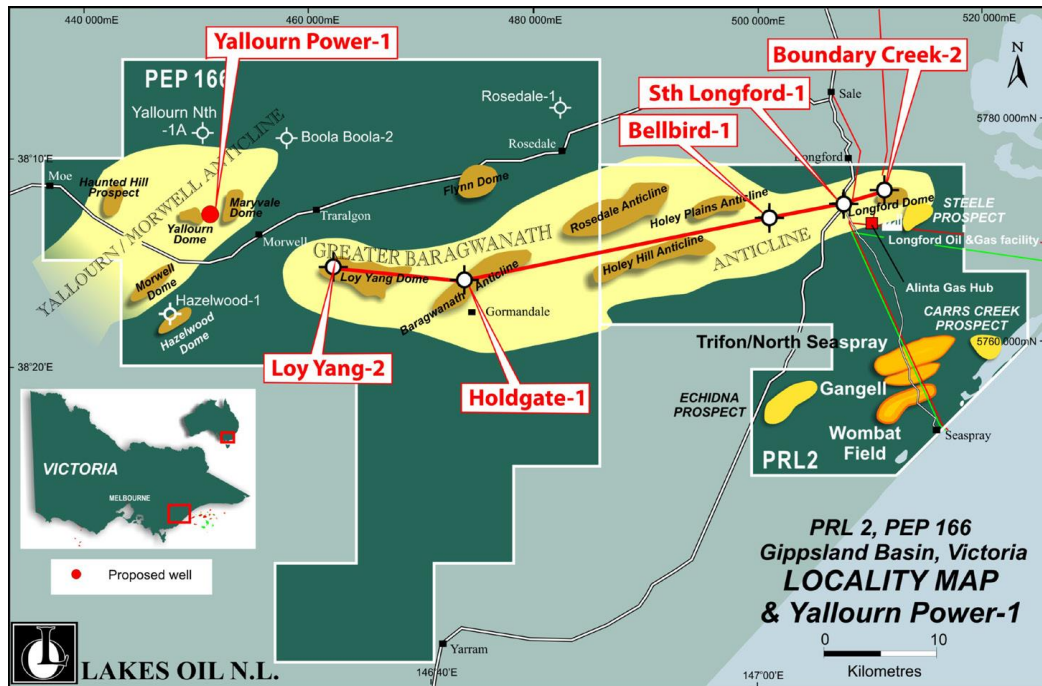 440 000mE
460 000mE
480 000mE
500 000mE
520 000mE
Yallourn Power-1
Boundary Creek-2
N
PEP 166
Sth Longford-1
Rosedale-1
Sale
Yallourn Nth
-1A
Boola Boola-2
Bellbird-1
5780 000mN
38°10'
Rosedale
Longford
Moe
Haunted Hill
Prospect
YALLOURN / MORWELL ANTICLINE
Maryvale
Dome
Yallourn
Dome
Flynn Dome
Traralgon
Rosedale Anticline
Holey Plains Anticline
Longford Dome
STEELE
PROSPECT
Morwell
GREATER BARAGWANATH
ANTICLINE
Longford Oil &Gas facility
Morwell
Dome
Loy Yang Dome
Baragwanath Anticline
Holey Hill Anticline
Alinta Gas Hub
Hazelwood-1
Hazelwood
Dome
Gormandale
CARRS CREEK
PROSPECT
Trifon/North Seaspray
5760 000mN
38°20'
Loy Yang-2
Holdgate-1
ECHIDNA
PROSPECT
Gangell
Wombat
Field
Seaspray
PRL2
VICTORIA
MELBOURNE
Proposed well
PRL 2, PEP 166
Gippsland Basin, Victoria
LOCALITY MAP
& Yallourn Power-1
0
10
Kilometres
Yarram
LAKES OIL N.L.
146°40'
147°00'